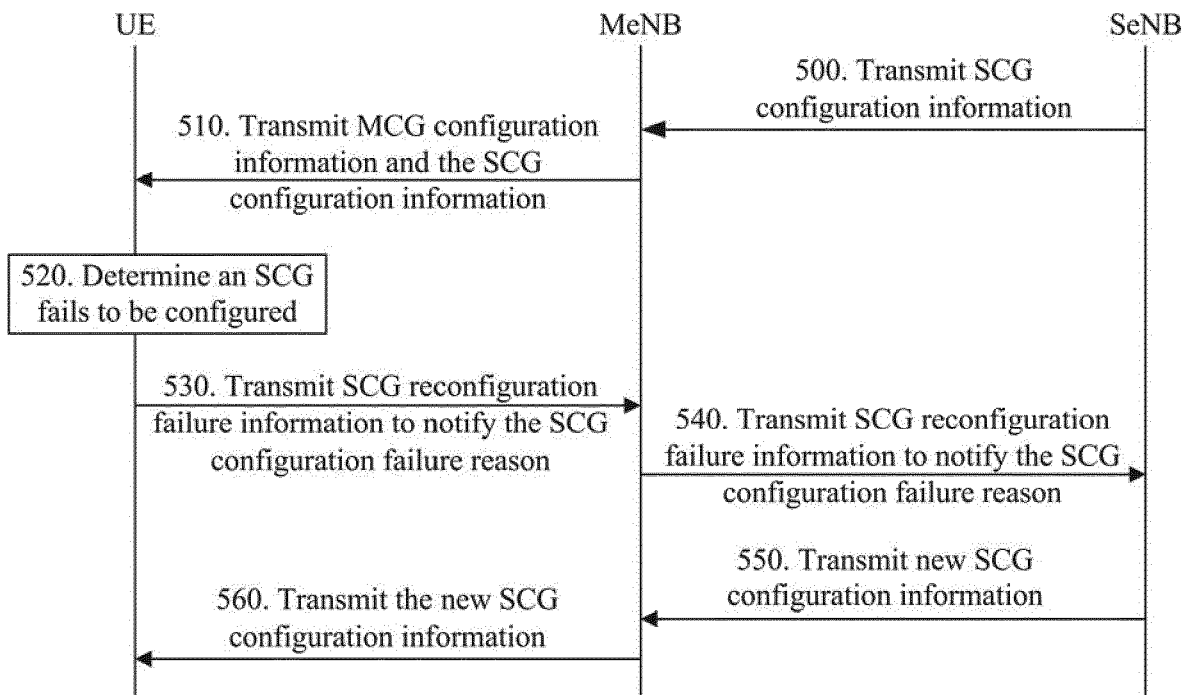 UE
MeNB
SeNB
500. Transmit SCG
configuration information
510. Transmit MCG configuration
information and the SCG
configuration information
520. Determine an SCG
fails to be configured
530. Transmit SCG reconfiguration
failure information to notify the SCG
configuration failure reason
540. Transmit SCG reconfiguration
failure information to notify the SCG
configuration failure reason
550. Transmit new SCG
configuration information
560. Transmit the new SCG
configuration information